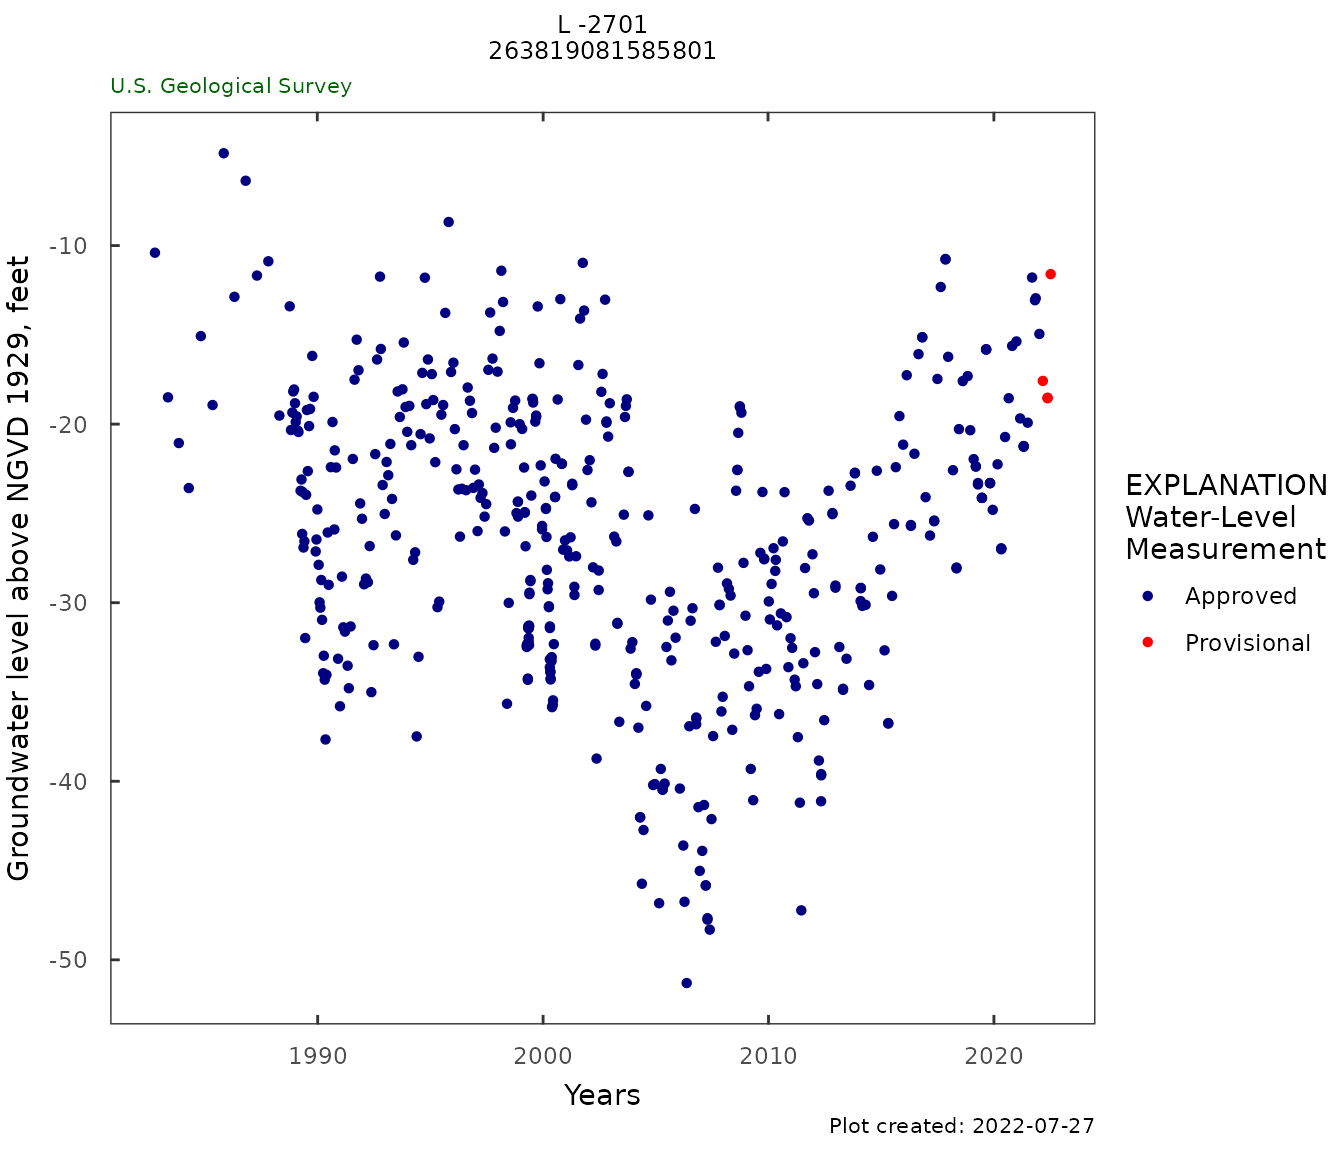 L -2701
263819081585801
U.S. Geological Survey
Groundwater level above NGVD 1929, feet
-10
-20
-30
-40
-50
1990
2000
2010
2020
Years
EXPLANATION
Water-Level
Measurement
Approved
Provisional
Plot created: 2022-07-27